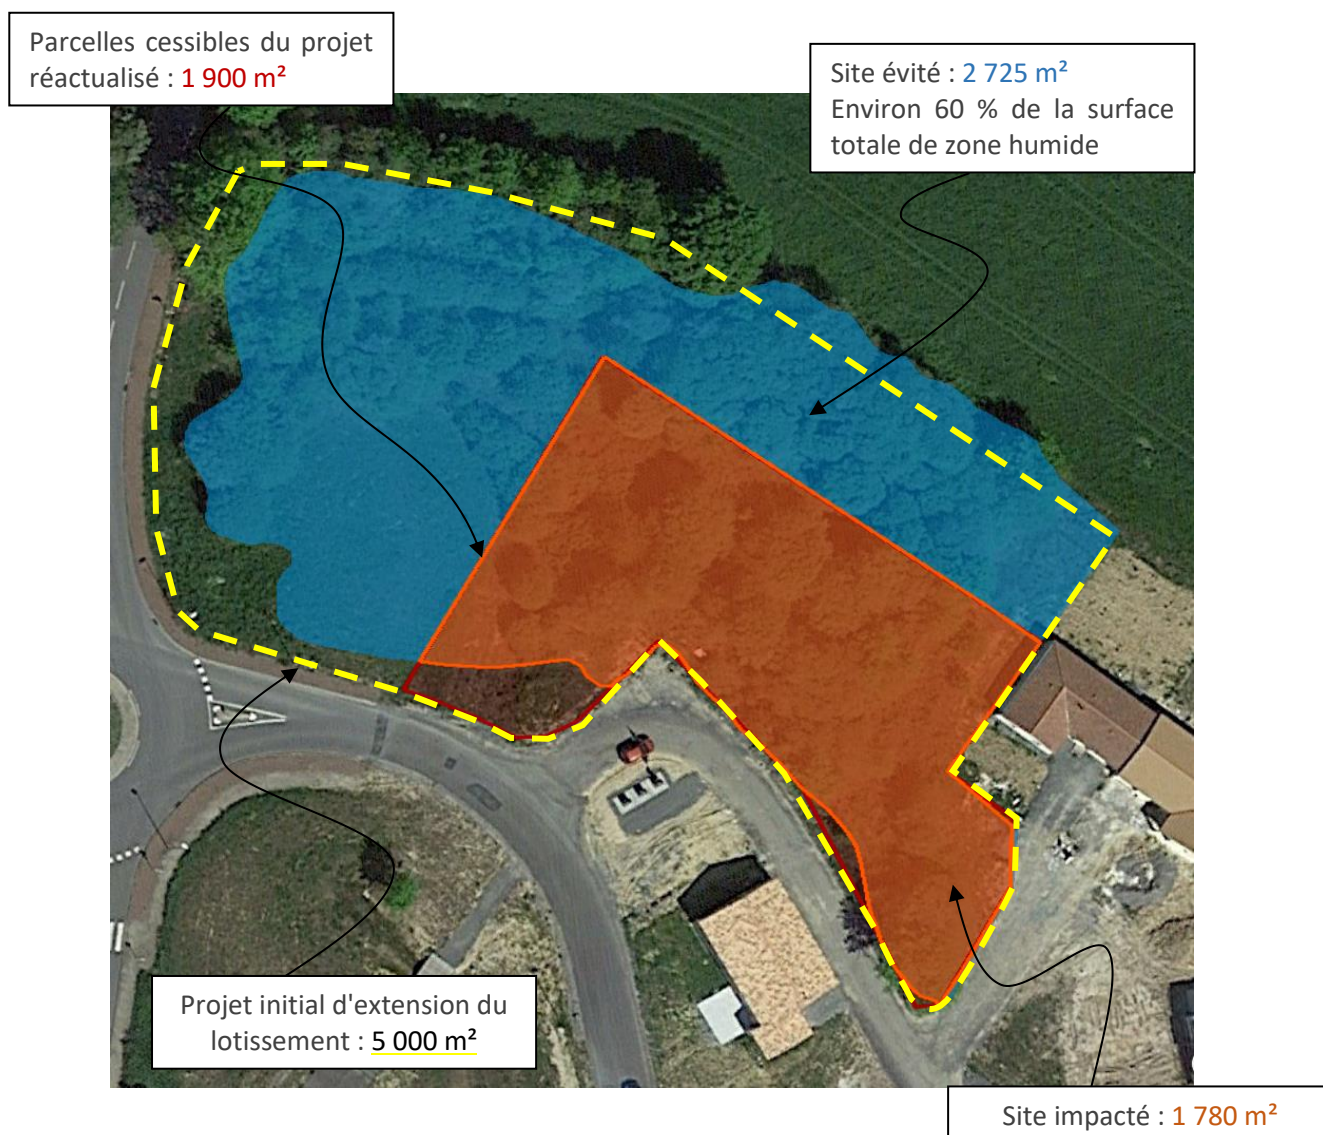 Parcelles cessibles du projet
réactualisé : 1 900 m²
Site évité : 2 725 m²
Environ 60 % de la surface
totale de zone humide
Projet initial d'extension du
lotissement : 5 000 m²
Site impacté : 1 780 m²